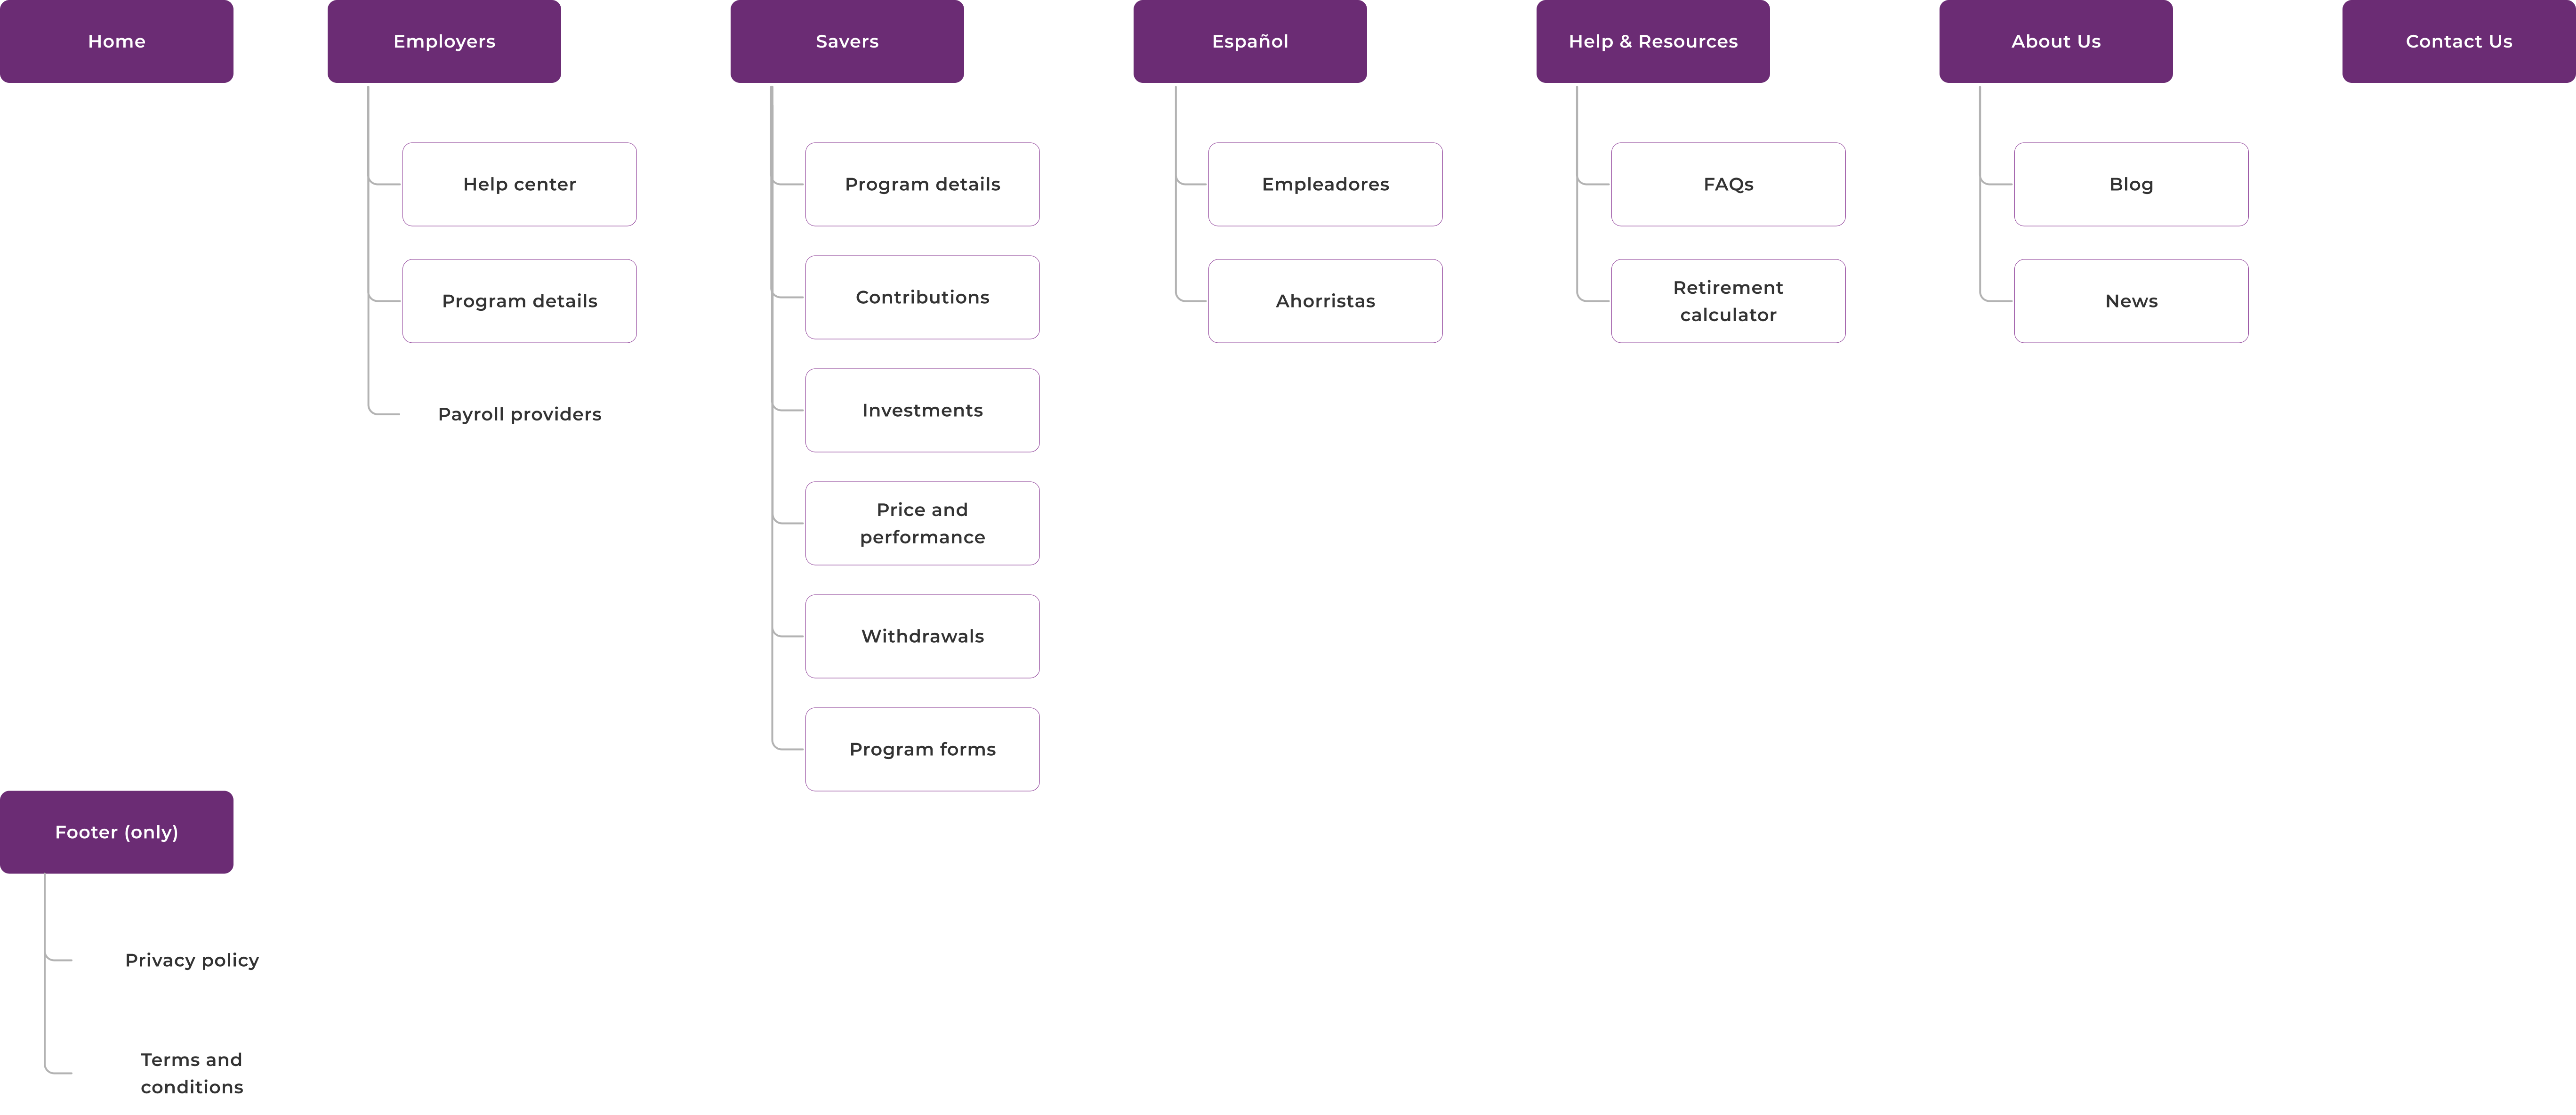 Home
Employers
Savers
Español
Help & Resources
About Us
Contact Us
Help center
Program details
Payroll providers
Program details
Contributions
Investments
Price and
performance
Withdrawals
Program forms
Empleadores
Ahorristas
FAQs
Retirement
calculator
Blog
News
Footer (only)
Privacy policy
Terms and
conditions